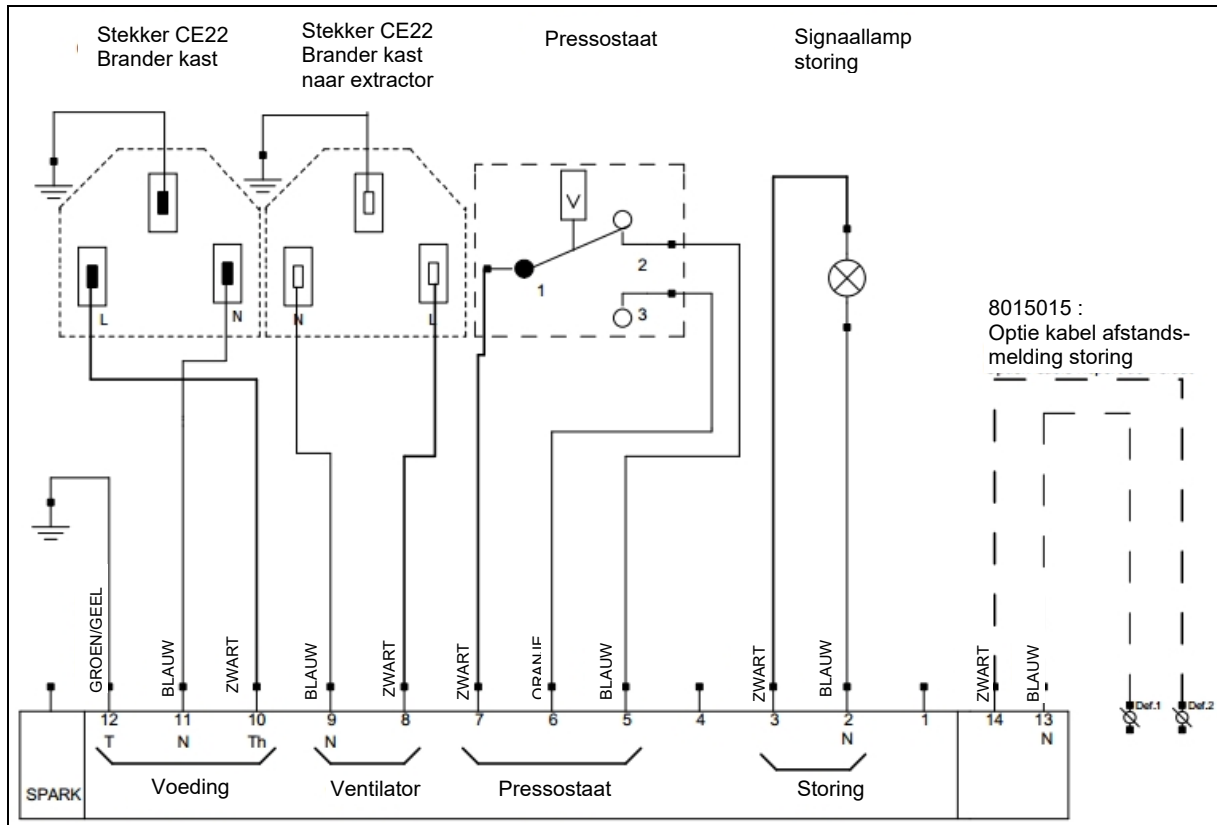 Stekker CE22
Brander kast
Stekker CE22
Brander kast
naar extractor
Pressostaat
Signaallamp
storing
L
N
N
L
V
1
2
3
8015015 :
Optie kabel afstands-
melding storing
GROEN/GEEL
BLAUW
ZWART
BLAUW
ZWART
ZWART
ORANJE
BLAUW
ZWART
BLAUW
ZWART
BLAUW
Def.1
Def.2
12 11 10 9 8 7 6 5 4 3 2 1 14 13
T N Th N N N
SPARK
Voeding
Ventilator
Pressostaat
Storing